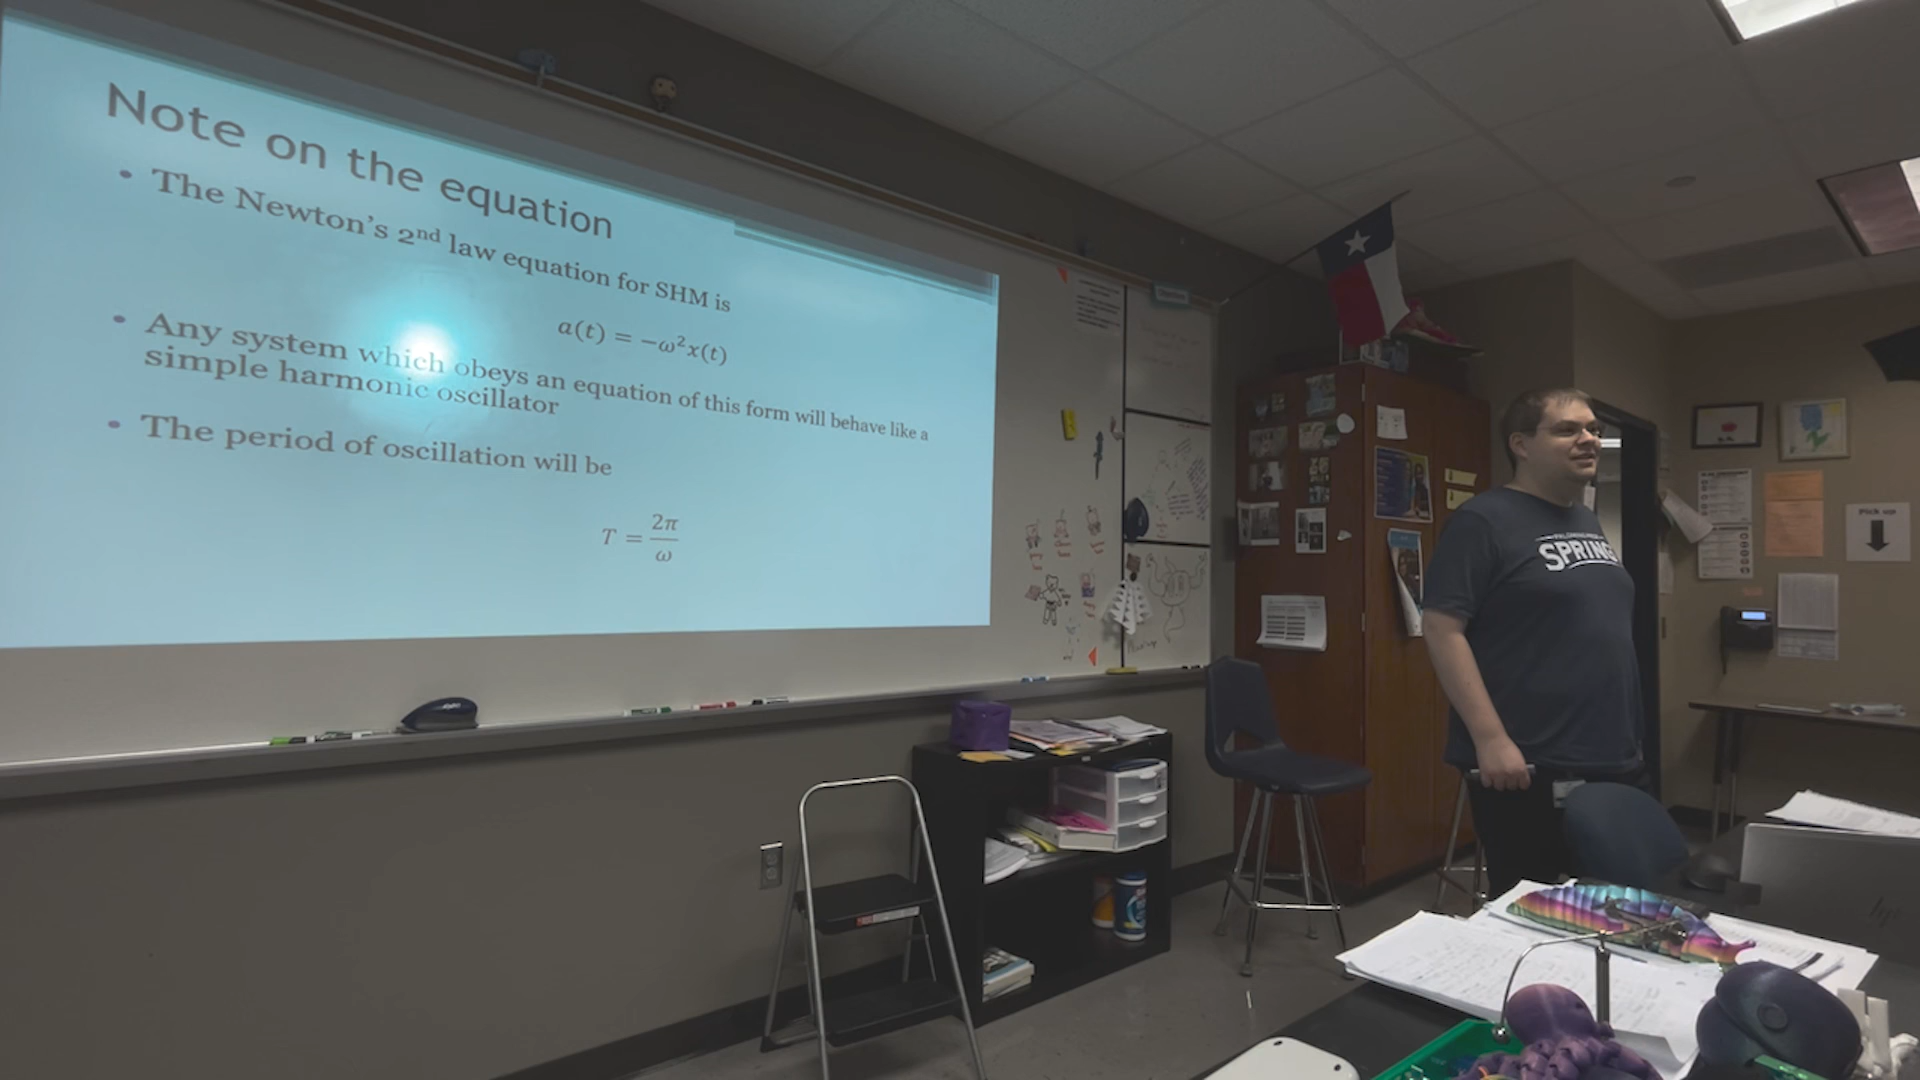 Note on the equation
• The Newton's 2nd law equation for SHM is
a(t) = −ω²x(t)
• Any system which obeys an equation of this form will behave like a
simple harmonic oscillator
• The period of oscillation will be
T = 2π/ω
SPRING
Pick up
hp